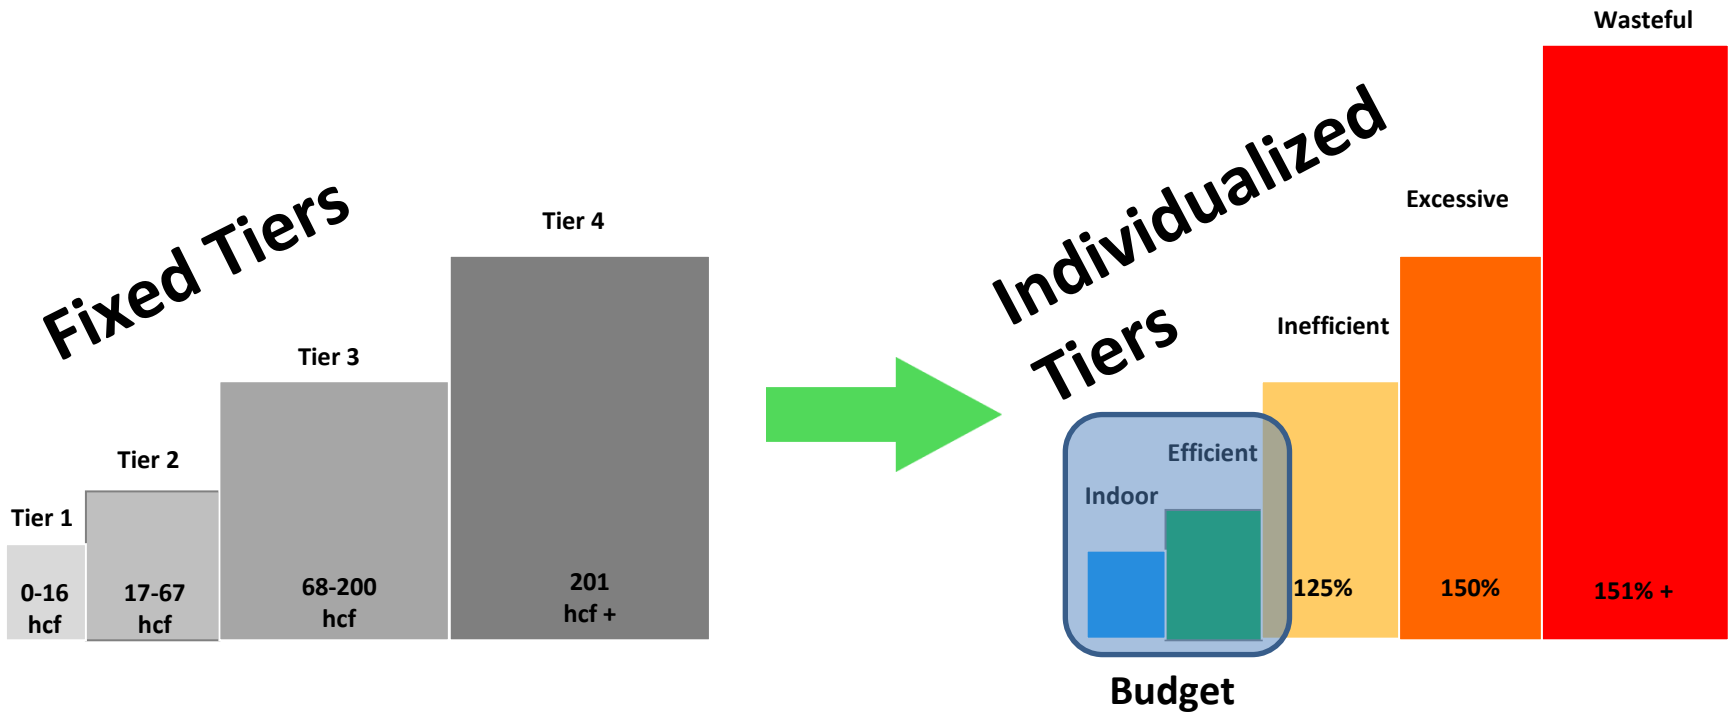 Fixed Tiers
Tier 1
0-16
hcf
Tier 2
17-67
hcf
Tier 3
68-200
hcf
Tier 4
201
hcf +
Individualized
Tiers
Indoor
Efficient
Budget
Inefficient
125%
Excessive
150%
Wasteful
151% +